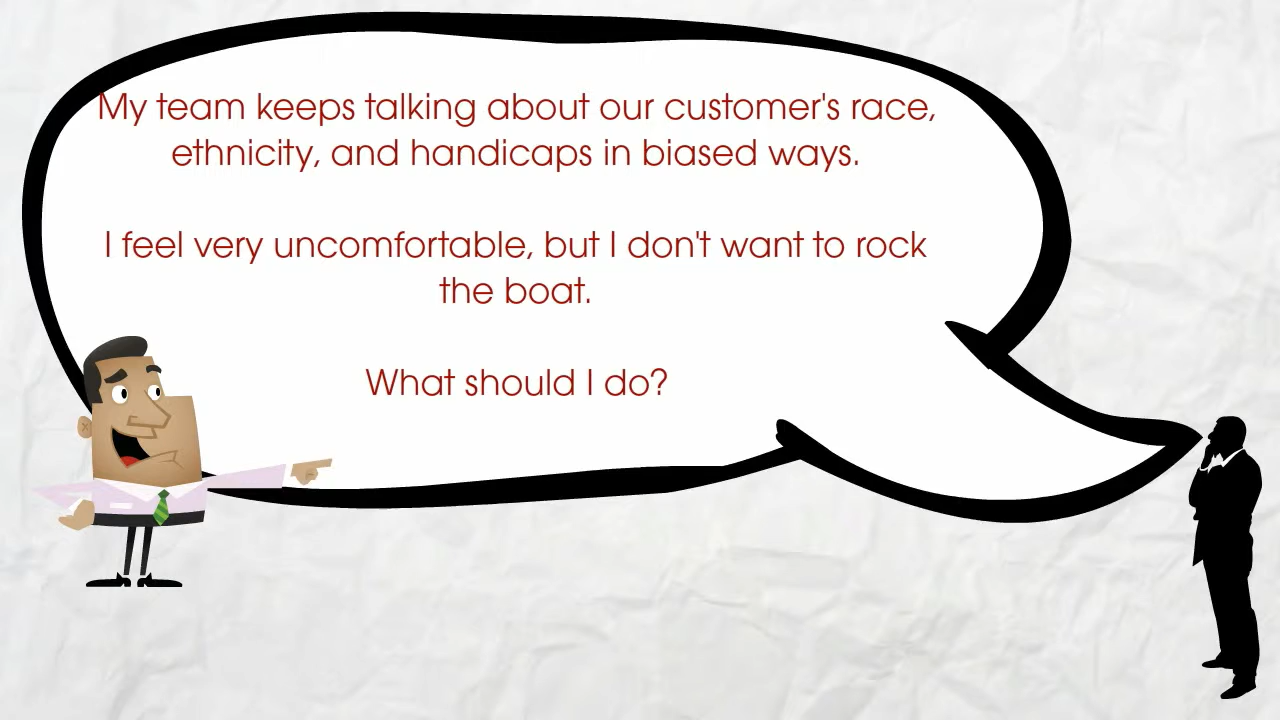 My team keeps talking about our customer's race,
ethnicity, and handicaps in biased ways.
I feel very uncomfortable, but I don't want to rock
the boat.
What should I do?